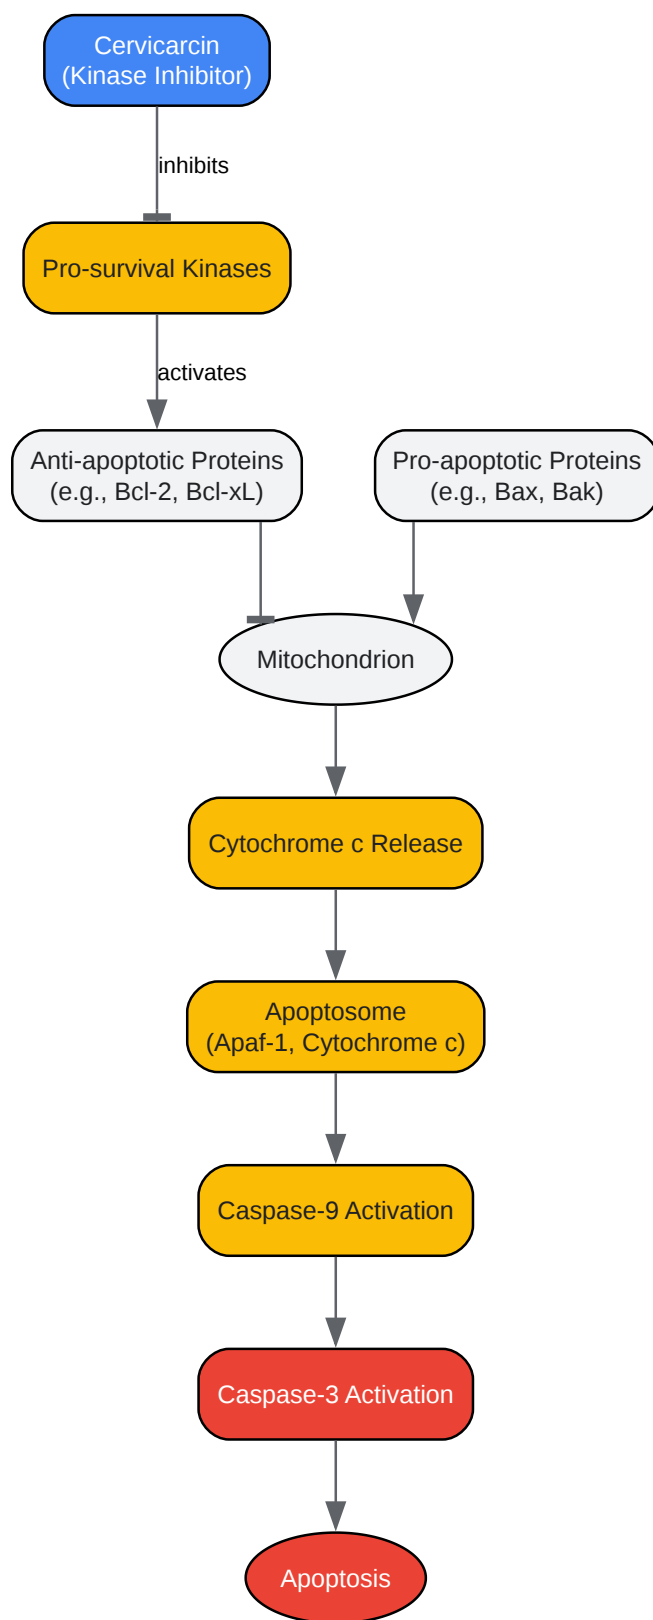 Cervicarcin
(Kinase Inhibitor)
inhibits
Pro-survival Kinases
activates
Anti-apoptotic Proteins
(e.g., Bcl-2, Bcl-xL)
Pro-apoptotic Proteins
(e.g., Bax, Bak)
Mitochondrion
Cytochrome c Release
Apoptosome
(Apaf-1, Cytochrome c)
Caspase-9 Activation
Caspase-3 Activation
Apoptosis